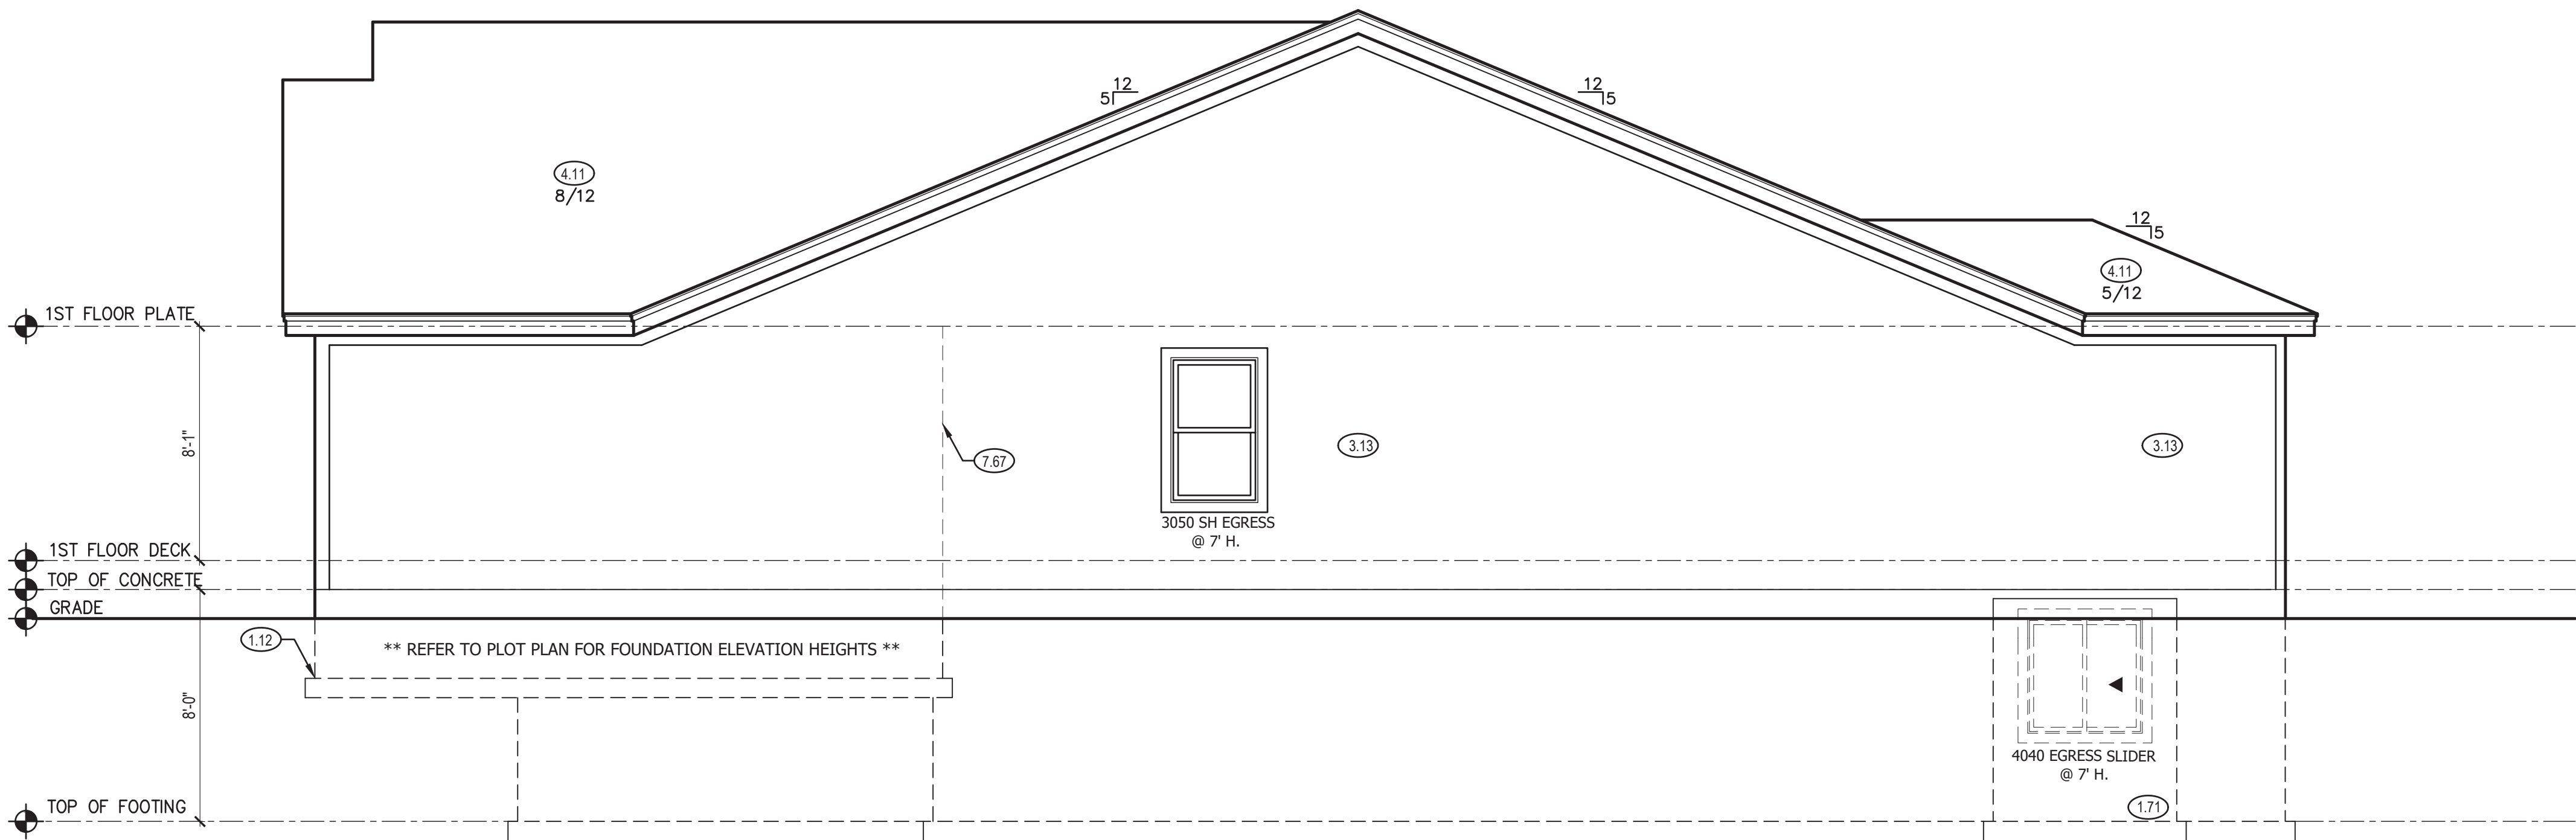 12
5
12
5
4.11
8/12
12
5
4.11
5/12
1ST FLOOR PLATE
8'-1"
3.13
3.13
7.67
3050 SH EGRESS
@ 7' H.
1ST FLOOR DECK
TOP OF CONCRETE
GRADE
1.12
** REFER TO PLOT PLAN FOR FOUNDATION ELEVATION HEIGHTS **
8'-0"
4040 EGRESS SLIDER
@ 7' H.
TOP OF FOOTING
1.71